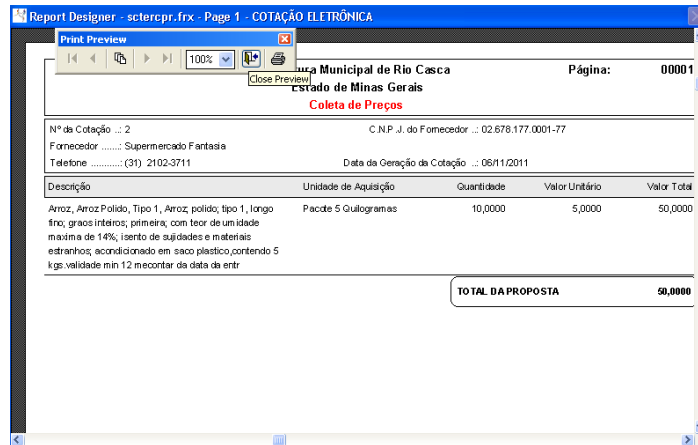 Report Designer - sctercpr.frx - Page 1 - COTAÇÃO ELETRÔNICA
Print Preview
100%
Close Preview
ura Municipal de Rio Casca
Página: 00001
Estado de Minas Gerais
Coleta de Preços
Nº da Cotação ..: 2
C.N.P .J. do Fornecedor ..: 02.678.177.0001-77
Fornecedor ......: Supermercado Fantasia
Telefone ..........: (31) 2102-3711
Data da Geração da Cotação ..: 06/11/2011
Descrição Unidade de Aquisição Quantidade Valor Unitário Valor Total
Arroz, Arroz Polido, Tipo 1, Arroz; polido; tipo 1, longo Pacote 5 Quilogramas 10,0000 5,0000 50,0000
fino; graos inteiros; primeira; com teor de umidade
maxima de 14%; isento de sujidades e materiais
estranhos; acondicionado em saco plastico,contendo 5
kgs.validade min 12 mecontar da data da entr
TOTAL DA PROPOSTA 50,0000